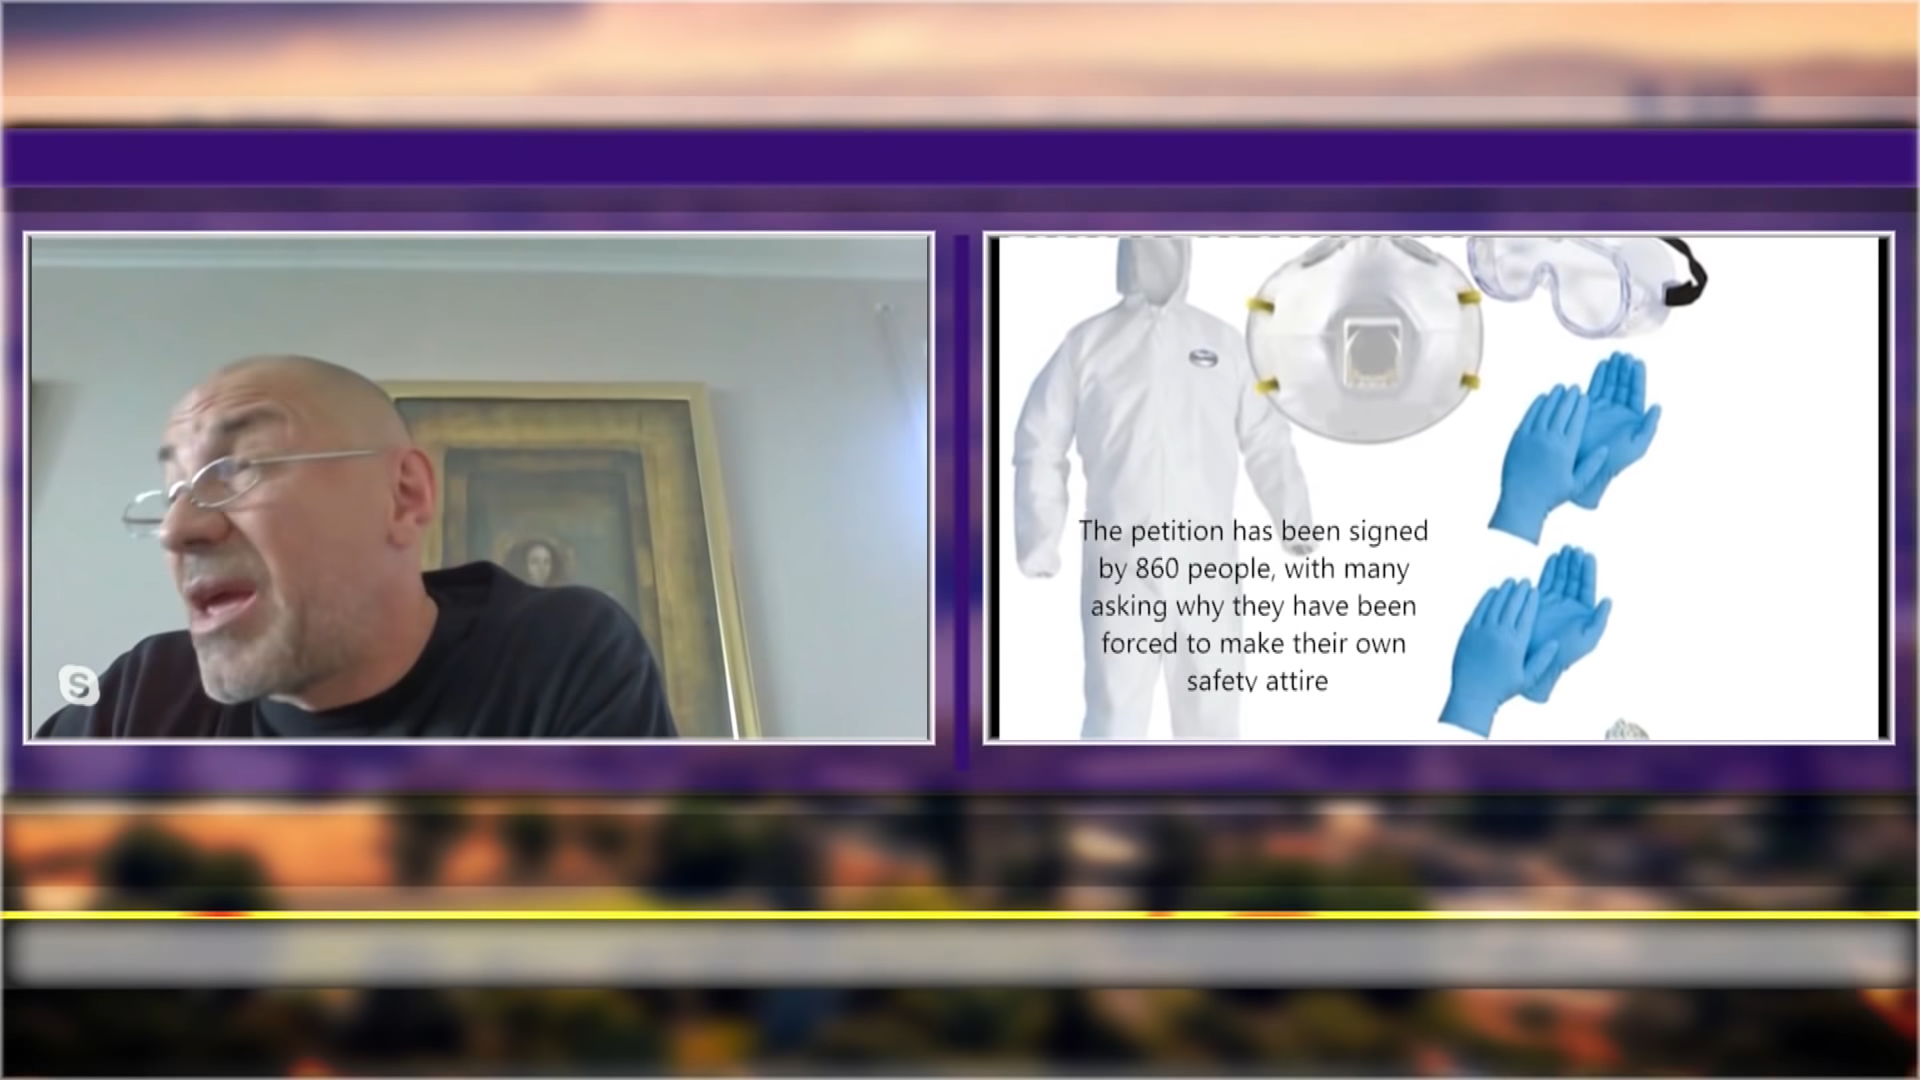 The petition has been signed
by 860 people, with many
asking why they have been
forced to make their own
safety attire
S